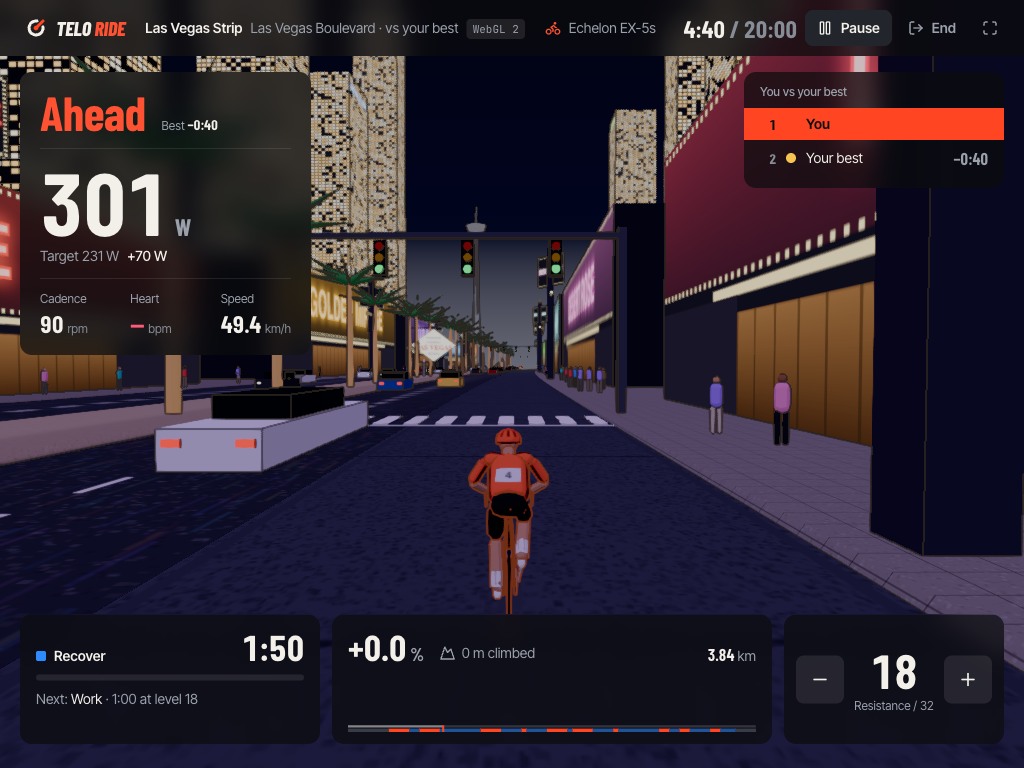 TELO RIDE Las Vegas Strip Las Vegas Boulevard · vs your best WebGL 2 Echelon EX-5s 4:40 / 20:00 Pause End
Ahead Best −0:40
301 W
Target 231 W +70 W
Cadence Heart Speed
90 rpm – bpm 49.4 km/h
You vs your best
1 You
2 Your best −0:40
4
Recover 1:50
Next: Work · 1:00 at level 18
+0.0 % 0 m climbed 3.84 km
− 18 +
Resistance / 32